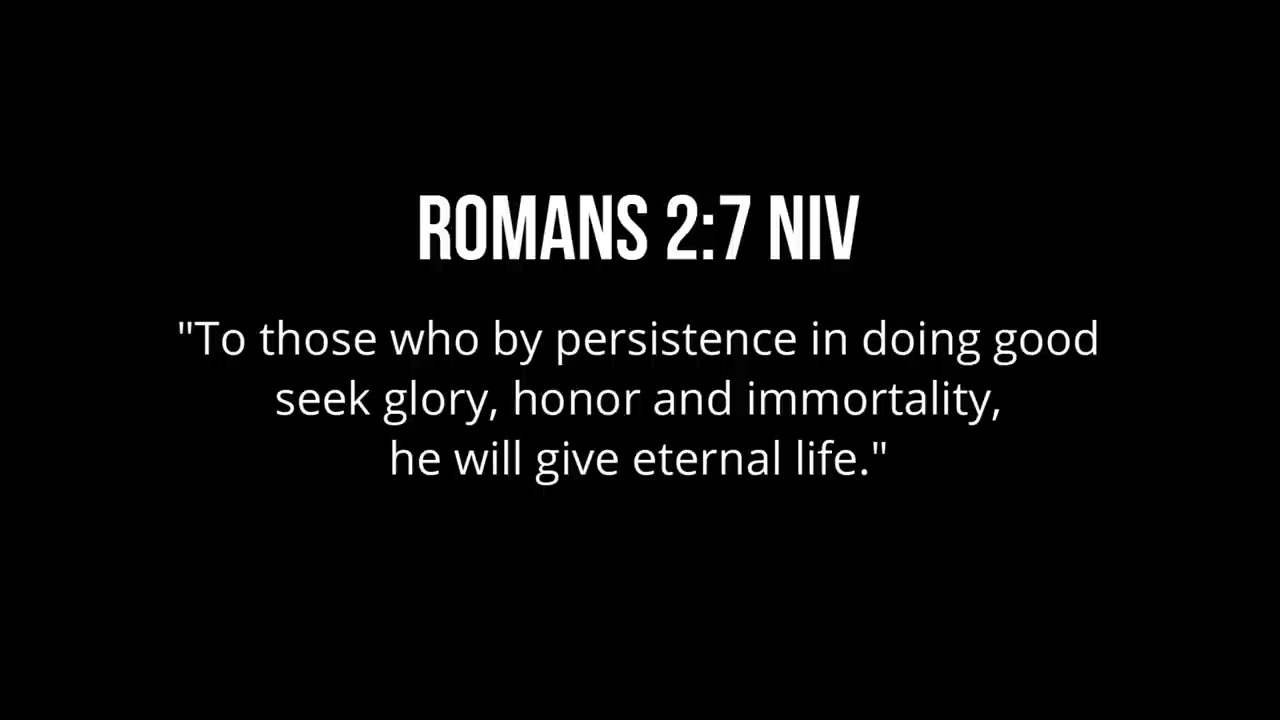 ROMANS 2:7 NIV
"To those who by persistence in doing good
seek glory, honor and immortality,
he will give eternal life."